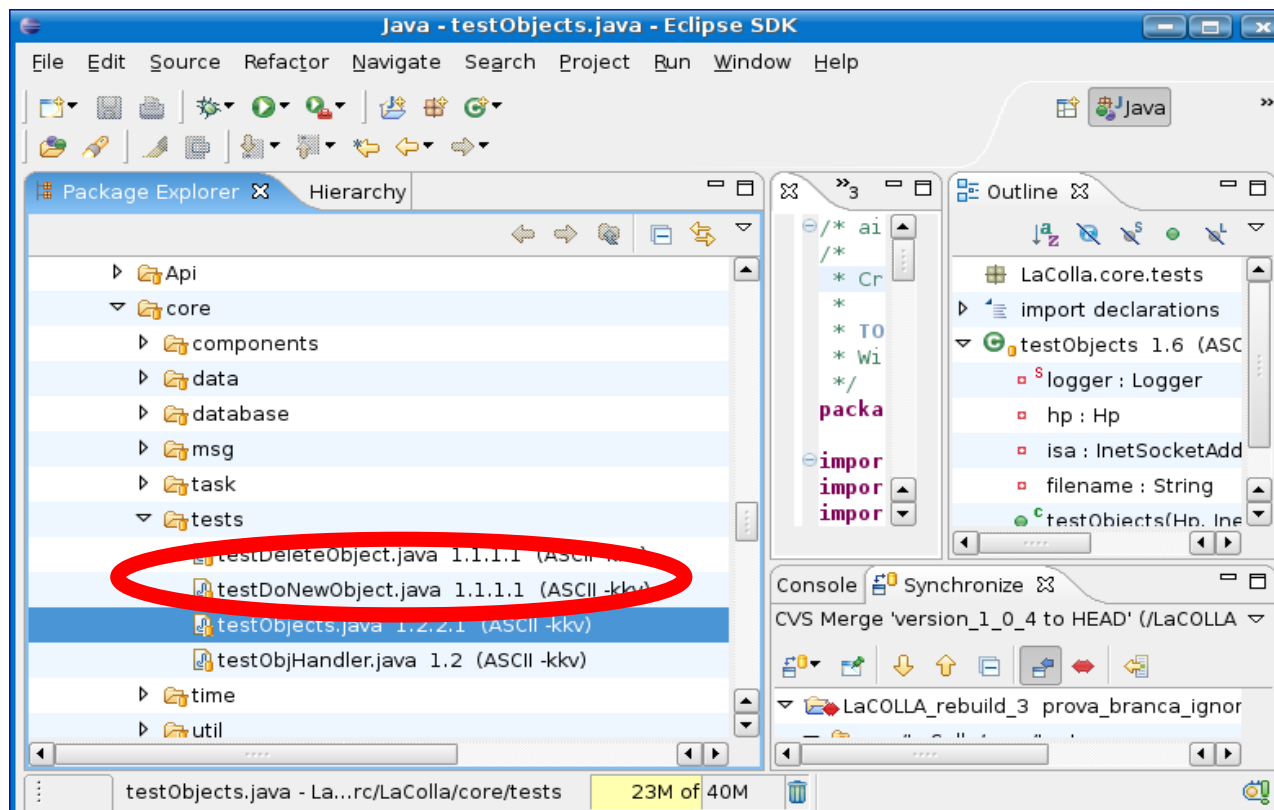 Java - testObjects.java - Eclipse SDK
File Edit Source Refactor Navigate Search Project Run Window Help
Java »
Package Explorer Hierarchy
Api
core
components
data
database
msg
task
tests
testDeleteObject.java 1.1.1.1 (ASCII -kkv)
testDoNewObject.java 1.1.1.1 (ASCII -kkv)
testObjects.java 1.2.2.1 (ASCII -kkv)
testObjHandler.java 1.2 (ASCII -kkv)
time
util
»3
/* ai
/*
* Cr
*
* TO
* Wi
*/
packa
impor
impor
impor
Outline
LaColla.core.tests
import declarations
testObjects 1.6 (ASC
S logger : Logger
hp : Hp
isa : InetSocketAdd
filename : String
C testObjects(Hp, Ine
Console Synchronize
CVS Merge 'version_1_0_4 to HEAD' (/LaCOLLA
LaCOLLA_rebuild_3 prova_branca_ignor
testObjects.java - La...rc/LaColla/core/tests
23M of 40M